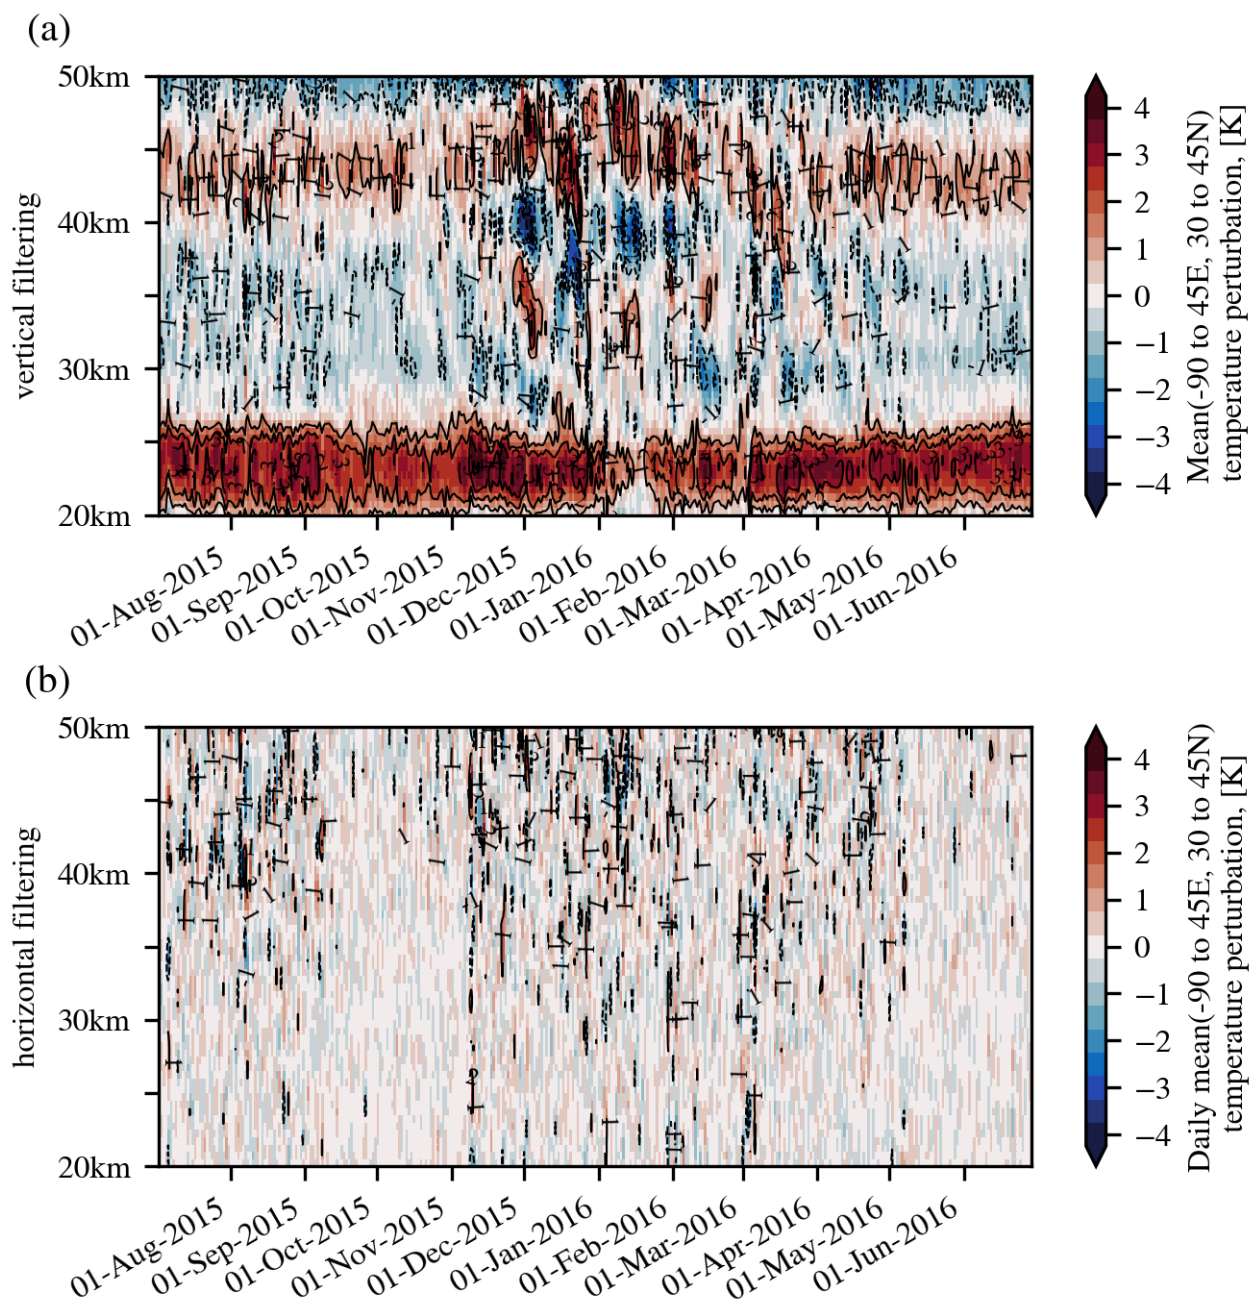 (a)
50km
40km
30km
20km
vertical filtering
01-Aug-2015
01-Sep-2015
01-Oct-2015
01-Nov-2015
01-Dec-2015
01-Jan-2016
01-Feb-2016
01-Mar-2016
01-Apr-2016
01-May-2016
01-Jun-2016
4
3
2
1
0
−1
−2
−3
−4
Mean(-90 to 45E, 30 to 45N)
temperature perturbation, [K]
(b)
50km
40km
30km
20km
horizontal filtering
01-Aug-2015
01-Sep-2015
01-Oct-2015
01-Nov-2015
01-Dec-2015
01-Jan-2016
01-Feb-2016
01-Mar-2016
01-Apr-2016
01-May-2016
01-Jun-2016
4
3
2
1
0
−1
−2
−3
−4
Daily mean(-90 to 45E, 30 to 45N)
temperature perturbation, [K]